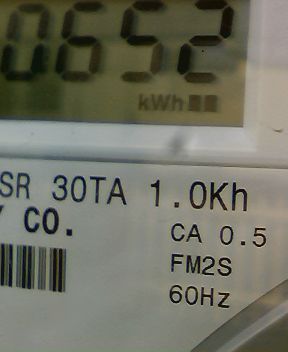 0652
kWh
SR 30TA 1.0Kh
Y CO.
CA 0.5
FM2S
60Hz